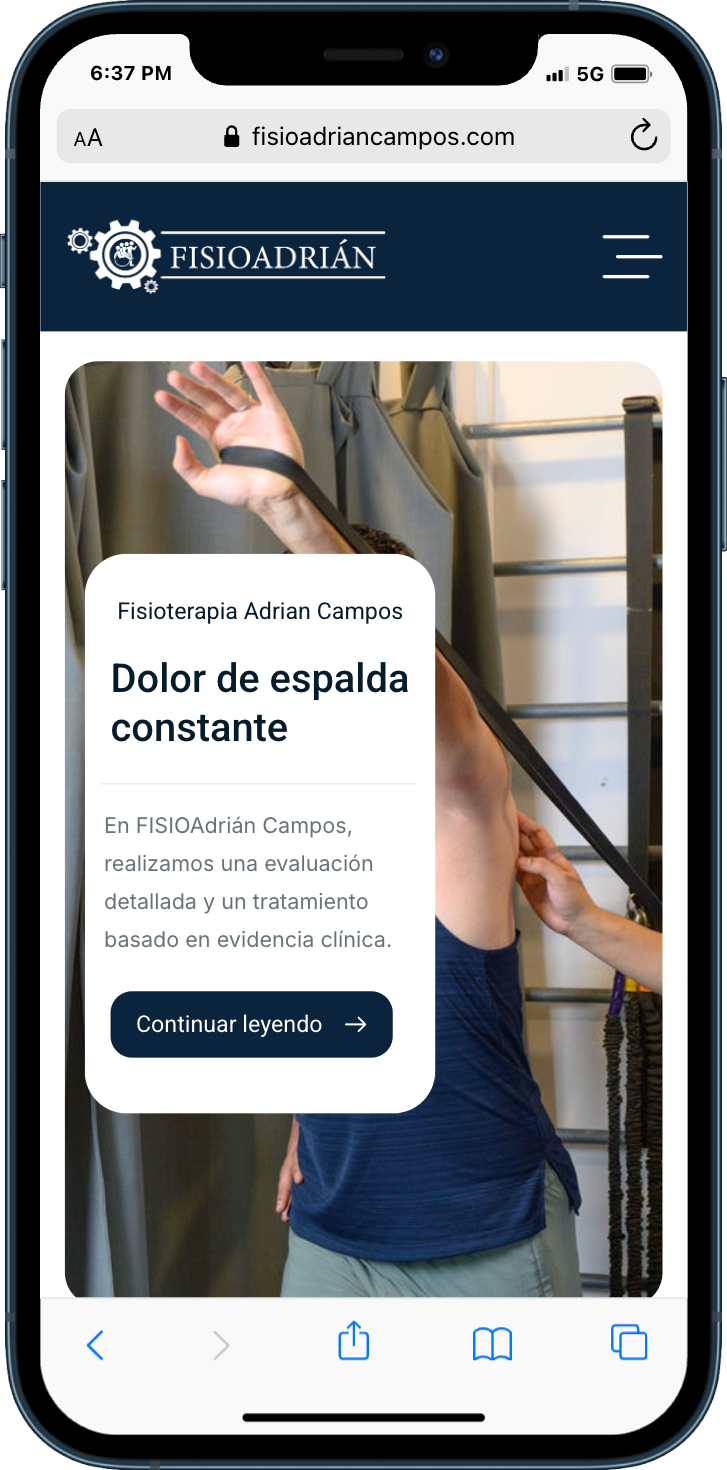 6:37 PM
5G
AA
fisioadriancampos.com
FISIOADRIÁN
Fisioterapia Adrian Campos
Dolor de espalda
constante
En FISIOAdrián Campos,
realizamos una evaluación
detallada y un tratamiento
basado en evidencia clínica.
Continuar leyendo